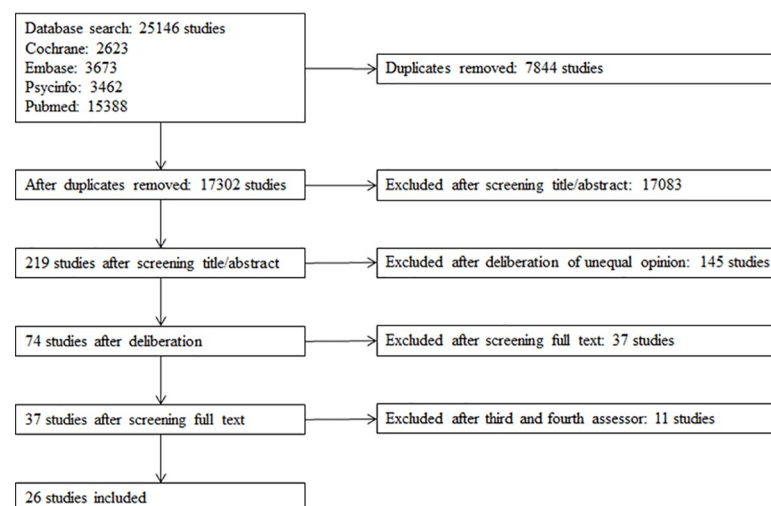 Database search: 25146 studies
Cochrane: 2623
Embase: 3673
Psycinfo: 3462
Pubmed: 15388
Duplicates removed: 7844 studies
After duplicates removed: 17302 studies
Excluded after screening title/abstract: 17083
219 studies after screening title/abstract
Excluded after deliberation of unequal opinion: 145 studies
74 studies after deliberation
Excluded after screening full text: 37 studies
37 studies after screening full text
Excluded after third and fourth assessor: 11 studies
26 studies included